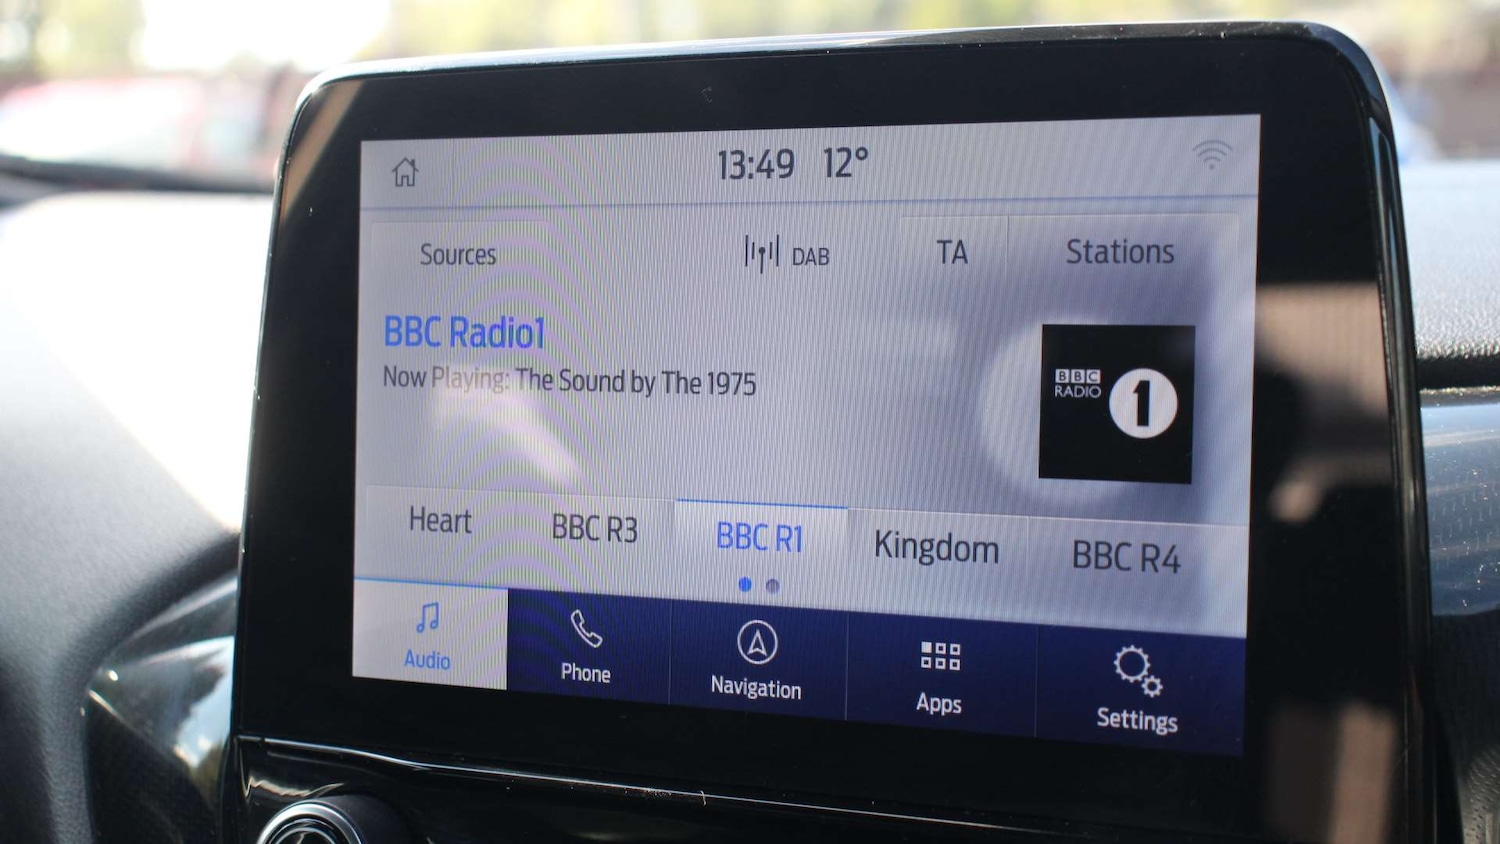 13:49 12°
Sources DAB TA Stations
BBC Radio1
Now Playing: The Sound by The 1975
BBC
RADIO 1
Heart BBC R3 BBC R1 Kingdom BBC R4
Audio Phone Navigation Apps Settings